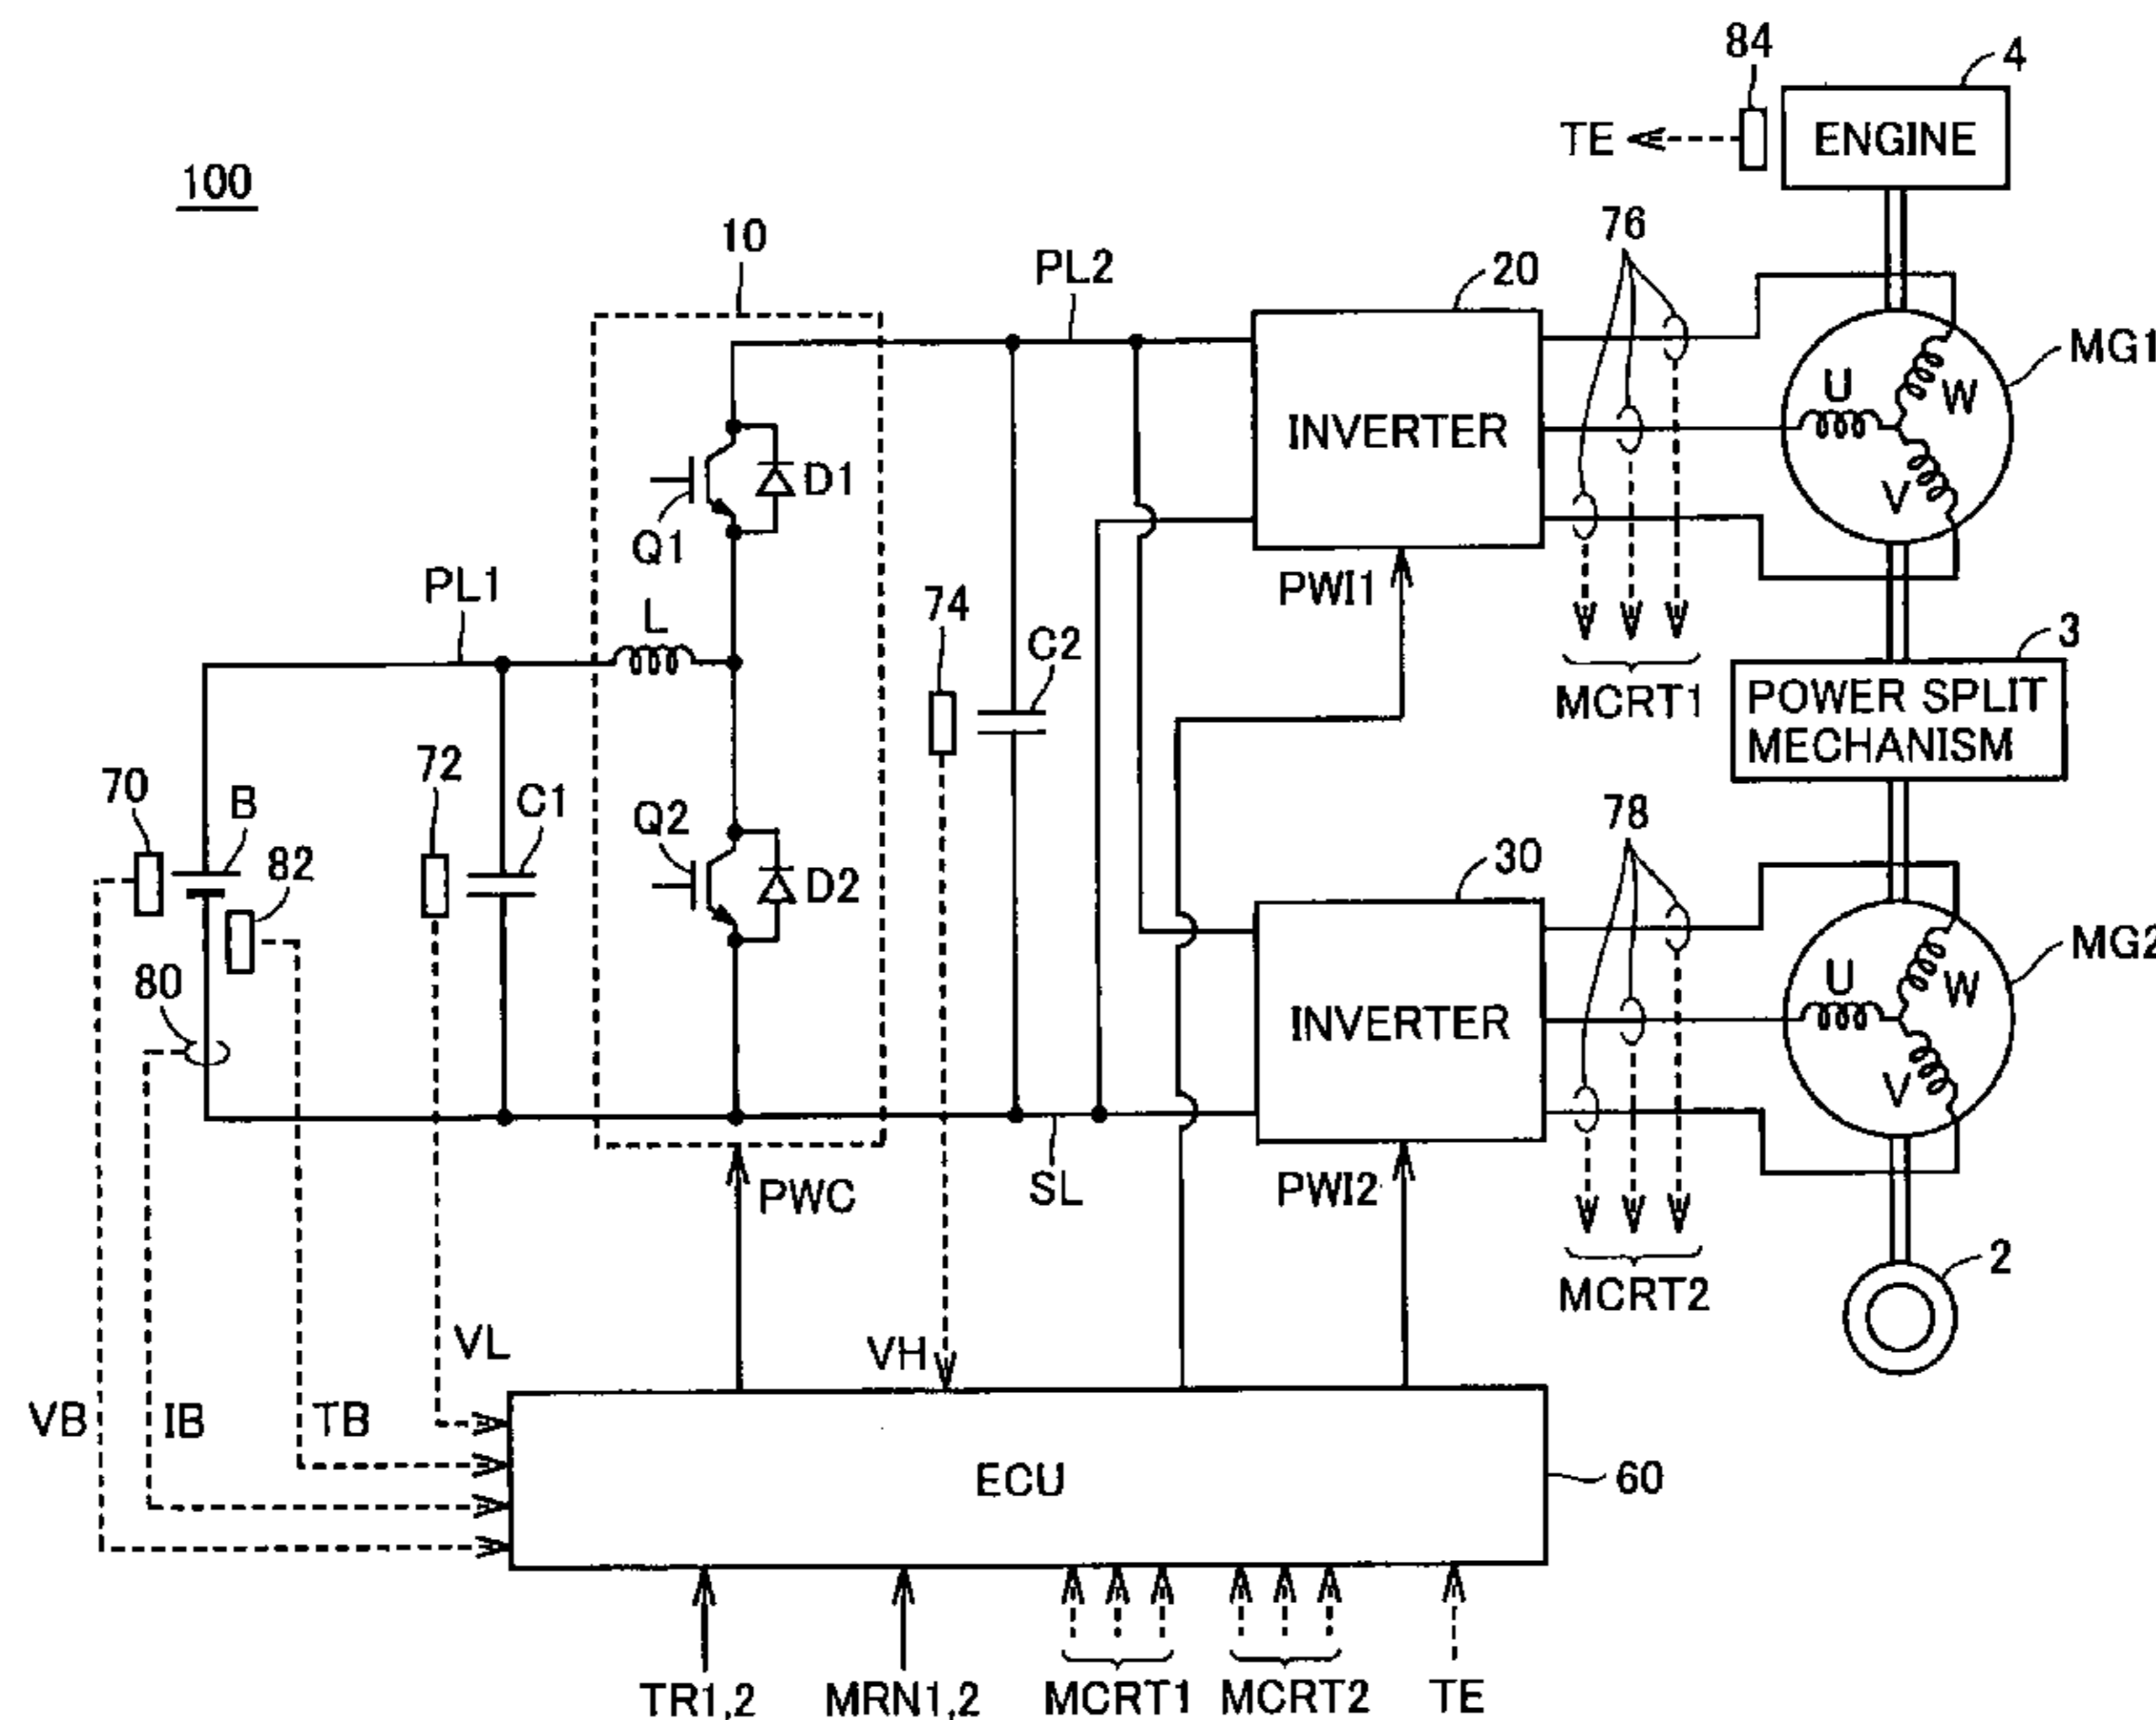 100
84
4
TE
ENGINE
10
PL2
20
76
INVERTER
MG1
U
W
V
Q1
D1
PL1
L
74
C2
PWI1
MCRT1
3
POWER SPLIT
MECHANISM
70
B
82
72
C1
Q2
D2
80
30
78
INVERTER
MG2
U
W
V
PWC
SL
PWI2
MCRT2
2
VB
IB
TB
VL
VH
ECU
60
TR1,2
MRN1,2
MCRT1
MCRT2
TE